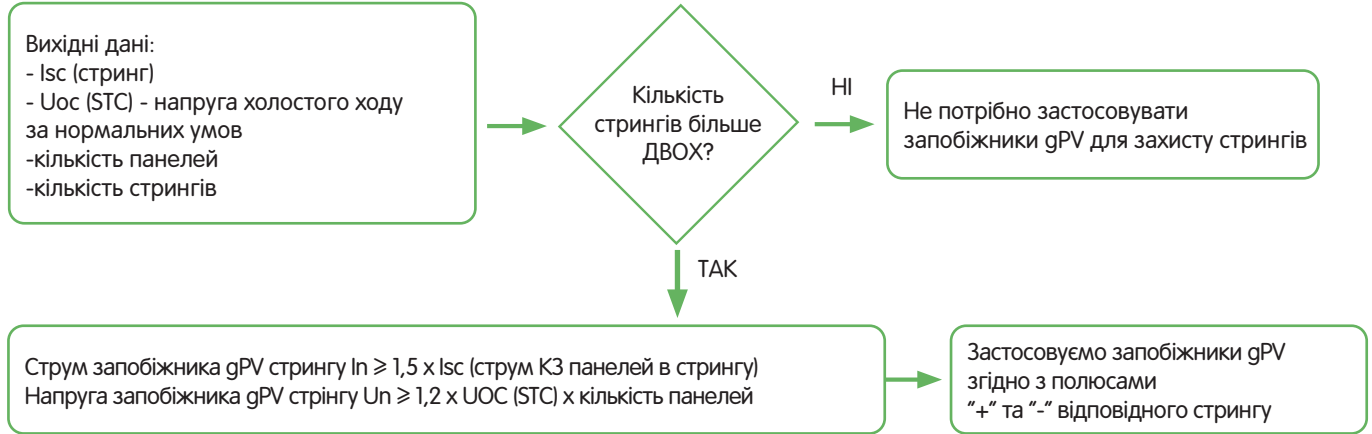 Вихідні дані:
- Isc (стринг)
- Uoc (STC) - напруга холостого ходу
за нормальних умов
-кількість панелей
-кількість стрингів
Кількість
стрингів більше
ДВОХ?
НІ
Не потрібно застосовувати
запобіжники gPV для захисту стрингів
ТАК
Струм запобіжника gPV стрингу In ⩾ 1,5 x Isc (струм КЗ панелей в стрингу)
Напруга запобіжника gPV стрінгу Un ⩾ 1,2 x UOC (STC) x кількість панелей
Застосовуємо запобіжники gPV
згідно з полюсами
"+" та "-" відповідного стрингу